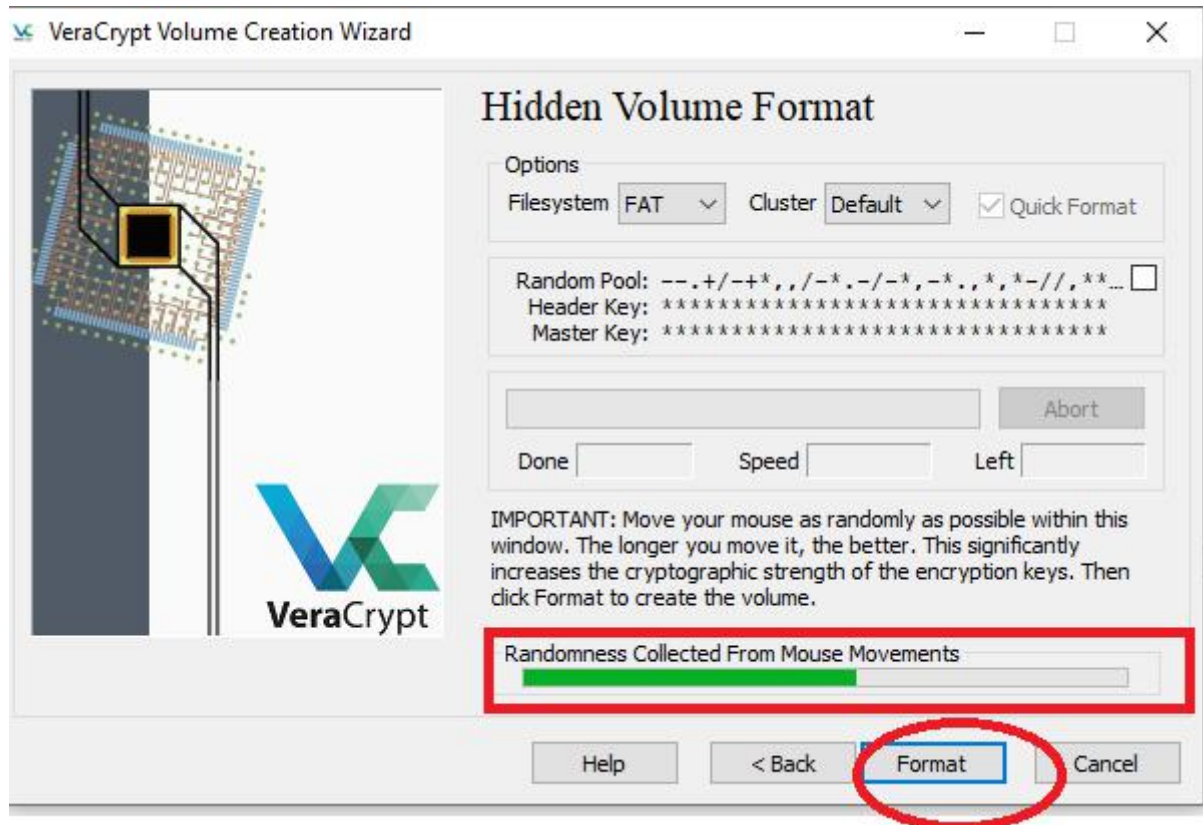 VeraCrypt Volume Creation Wizard
Hidden Volume Format
Options
Filesystem FAT Cluster Default Quick Format
Random Pool: --.+/-+*,,/-*.-/-*,-*.,*,*-//,**...
Header Key: ********************************
Master Key: ********************************
Abort
Done Speed Left
IMPORTANT: Move your mouse as randomly as possible within this
window. The longer you move it, the better. This significantly
increases the cryptographic strength of the encryption keys. Then
click Format to create the volume.
VeraCrypt
Randomness Collected From Mouse Movements
Help < Back Format Cancel